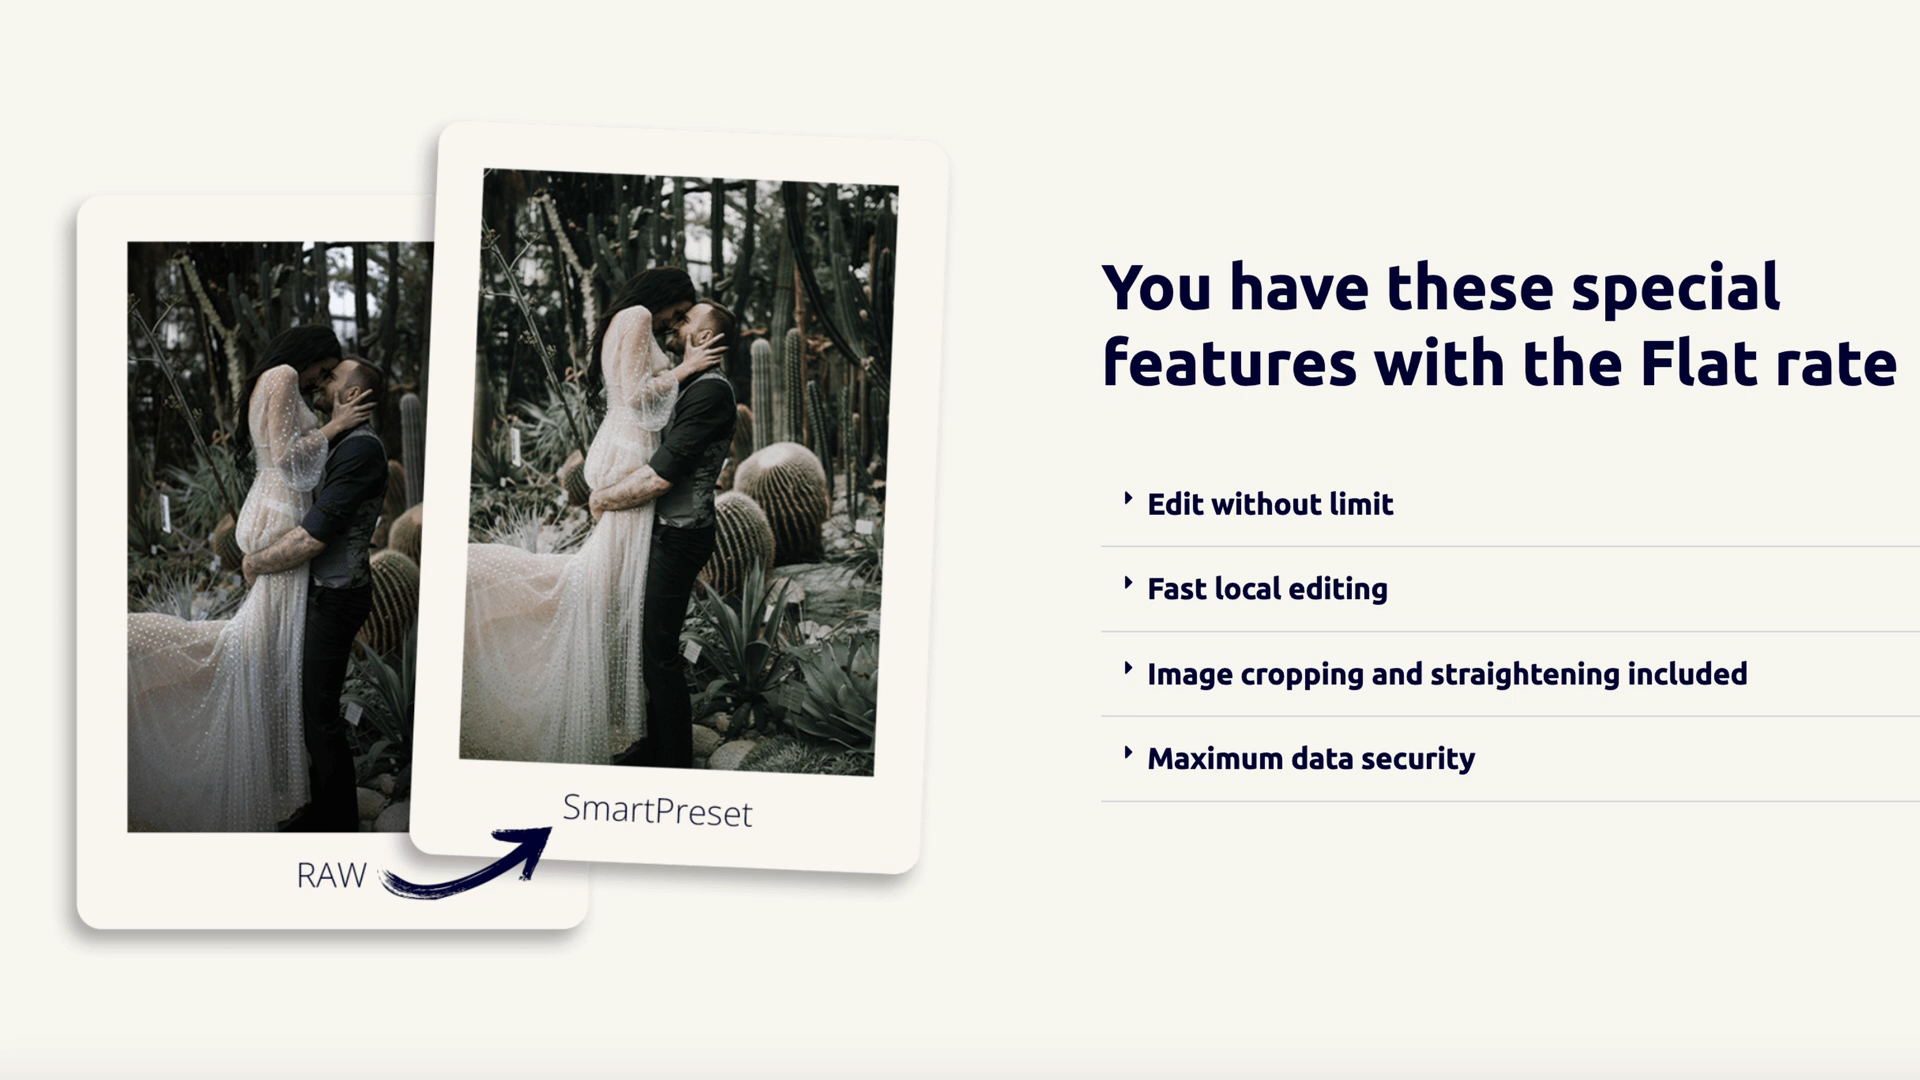 You have these special
features with the Flat rate
Edit without limit
Fast local editing
Image cropping and straightening included
Maximum data security
SmartPreset
RAW